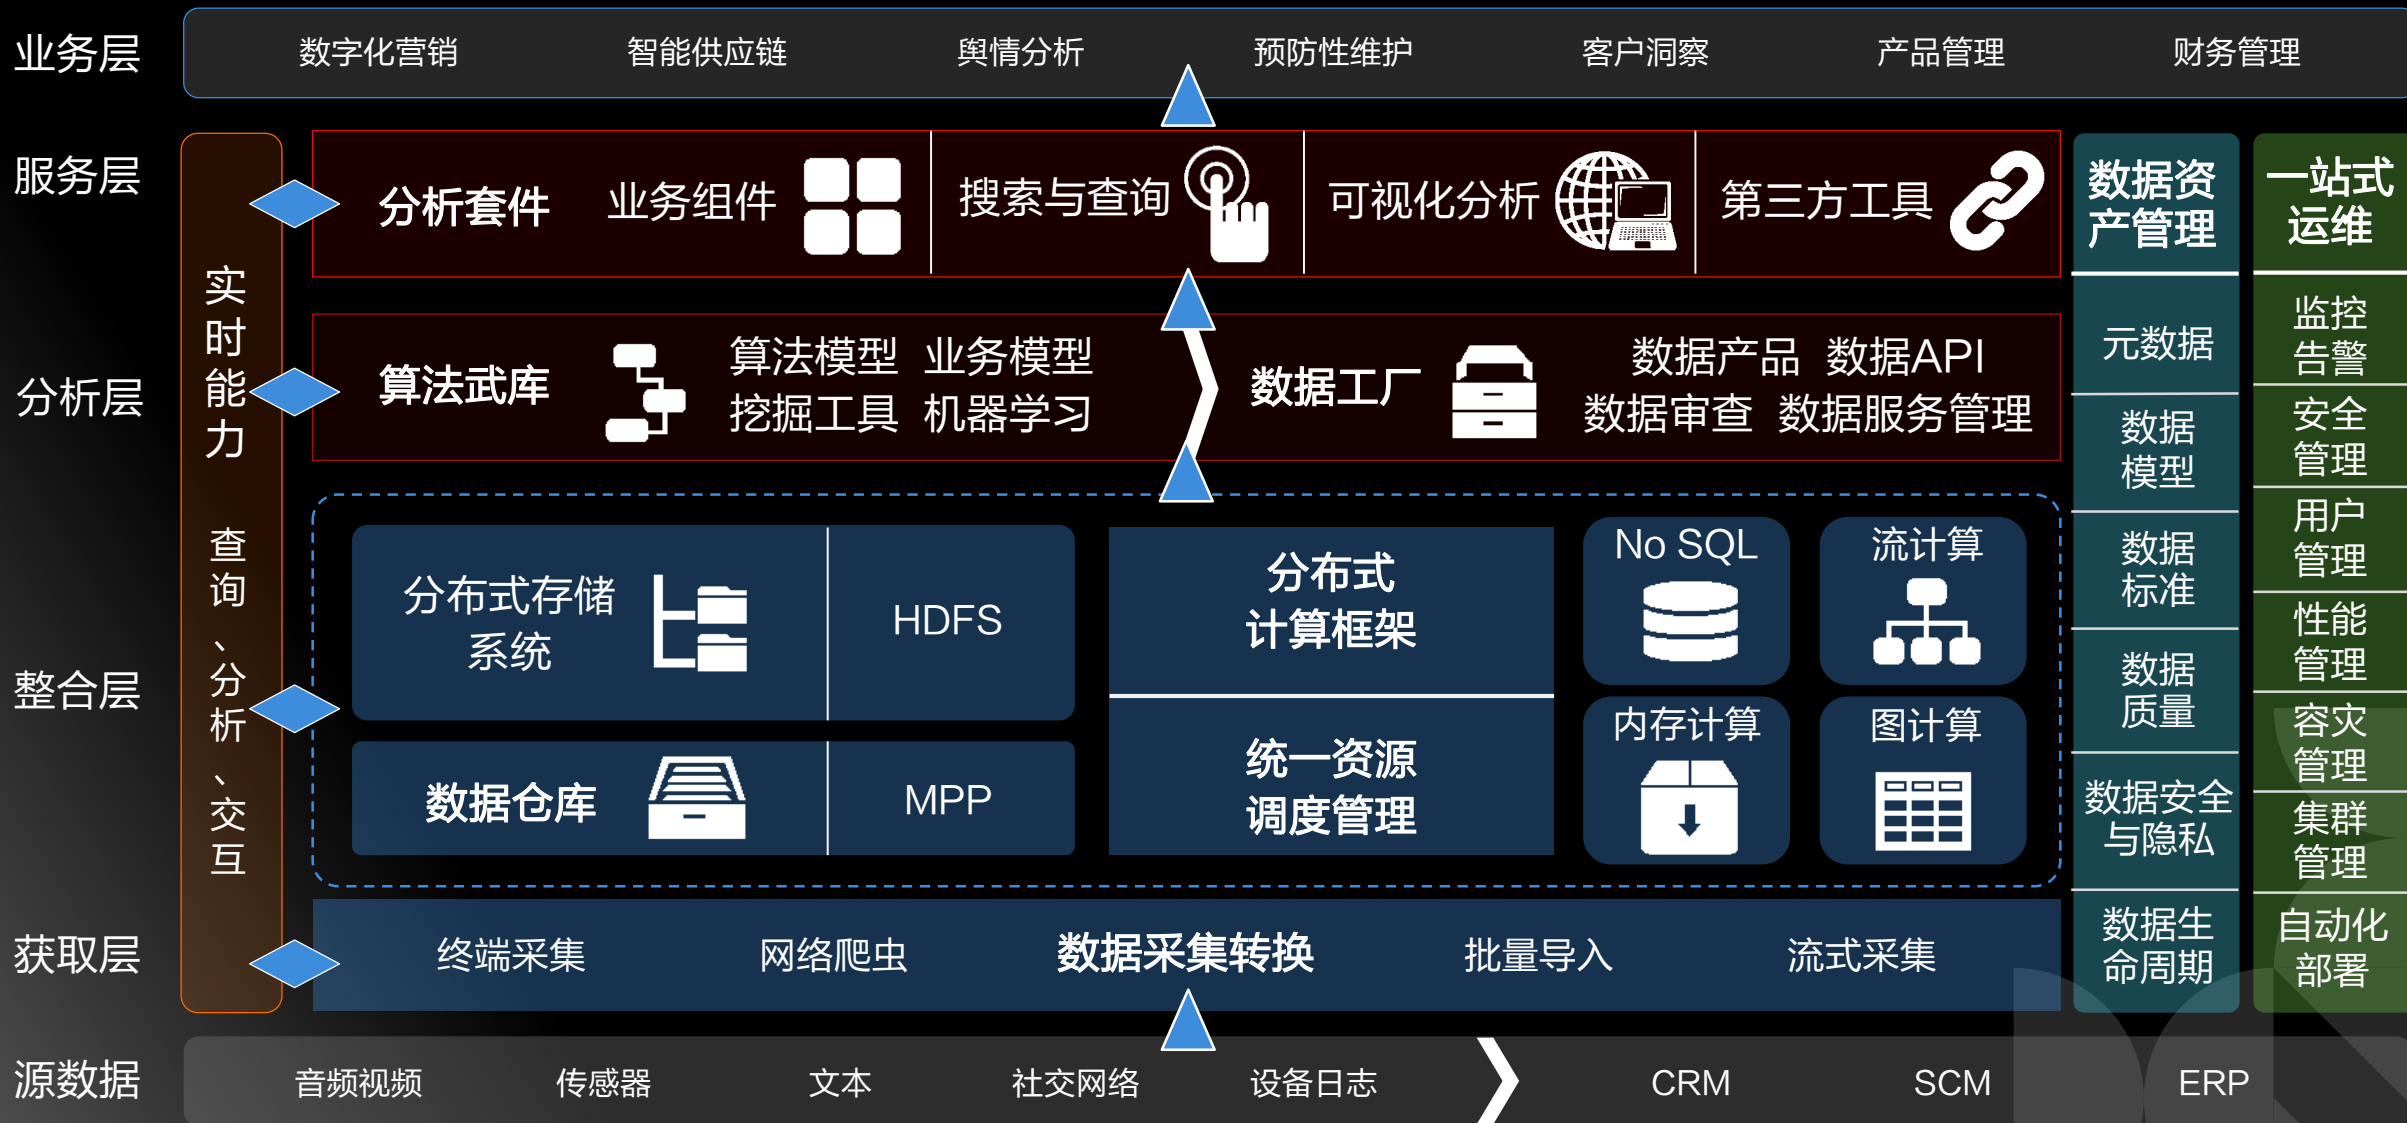 业务层
数字化营销
智能供应链
舆情分析
预防性维护
客户洞察
产品管理
财务管理
服务层
分析套件
业务组件
搜索与查询
可视化分析
第三方工具
分析层
算法武库
算法模型 业务模型
挖掘工具 机器学习
数据工厂
数据产品 数据API
数据审查 数据服务管理
实
时
能
力
查
询
、
分
析
、
交
互
整合层
分布式存储
系统
HDFS
数据仓库
MPP
分布式
计算框架
统一资源
调度管理
No SQL
流计算
内存计算
图计算
获取层
终端采集
网络爬虫
数据采集转换
批量导入
流式采集
数据资
产管理
元数据
数据
模型
数据
标准
数据
质量
数据安全
与隐私
数据生
命周期
一站式
运维
监控
告警
安全
管理
用户
管理
性能
管理
容灾
管理
集群
管理
自动化
部署
源数据
音频视频
传感器
文本
社交网络
设备日志
CRM
SCM
ERP